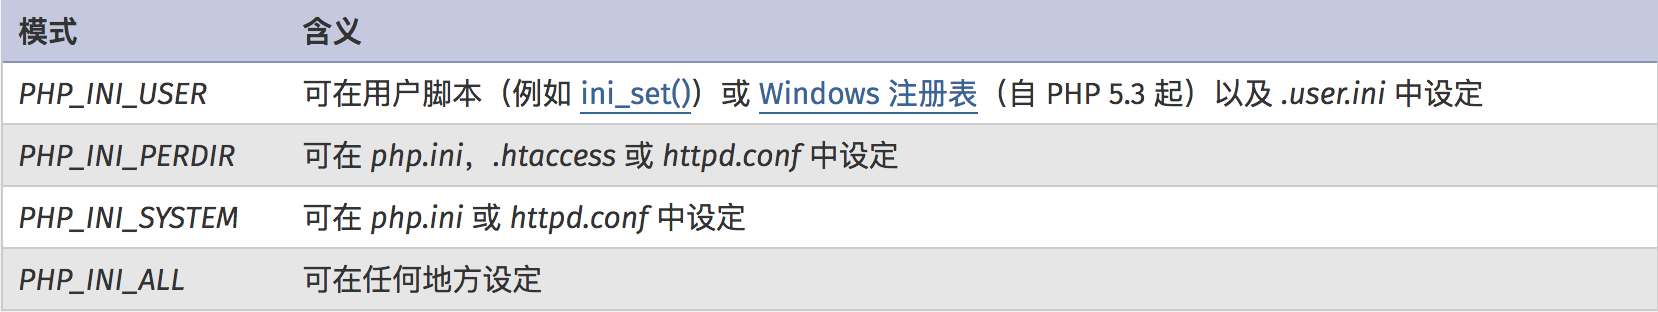 模式 含义
PHP_INI_USER 可在用户脚本（例如 ini_set()）或 Windows 注册表（自 PHP 5.3 起）以及 .user.ini 中设定
PHP_INI_PERDIR 可在 php.ini，.htaccess 或 httpd.conf 中设定
PHP_INI_SYSTEM 可在 php.ini 或 httpd.conf 中设定
PHP_INI_ALL 可在任何地方设定